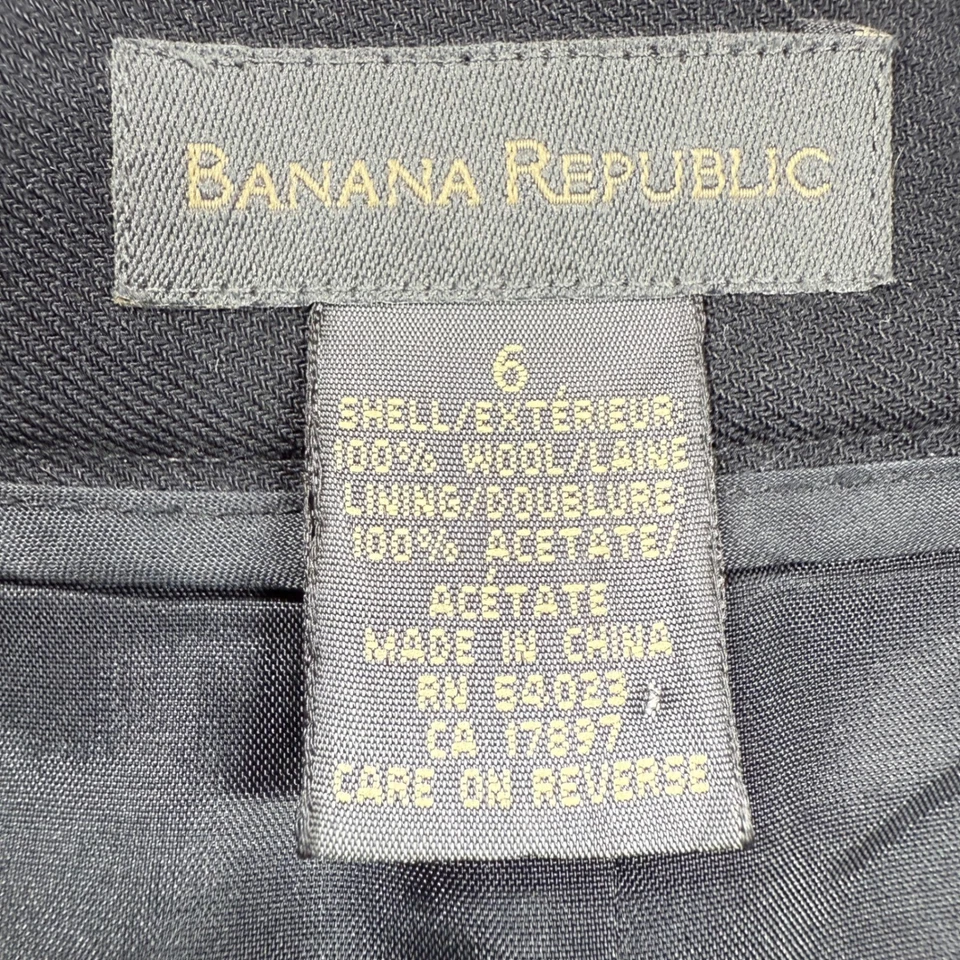 BANANA REPUBLIC
6
SHELL/EXTÉRIEUR:
100% WOOL/LAINE
LINING/DOUBLURE:
100% ACETATE/
ACÉTATE
MADE IN CHINA
RN 54023
CA 17897
CARE ON REVERSE